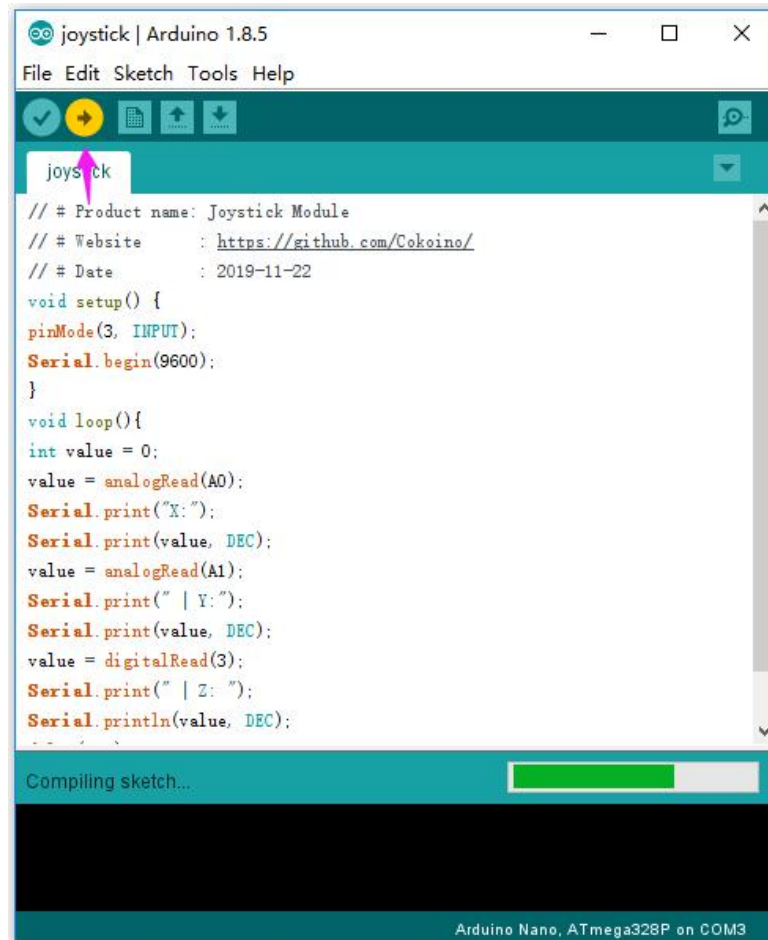 joystick | Arduino 1.8.5
File Edit Sketch Tools Help
joystick
// # Product name: Joystick Module
// # Website : https://github.com/Cokoino/
// # Date : 2019-11-22
void setup() {
pinMode(3, INPUT);
Serial.begin(9600);
}
void loop(){
int value = 0;
value = analogRead(A0);
Serial.print("X:");
Serial.print(value, DEC);
value = analogRead(A1);
Serial.print(" | Y:");
Serial.print(value, DEC);
value = digitalRead(3);
Serial.print(" | Z: ");
Serial.println(value, DEC);
Compiling sketch...
Arduino Nano, ATmega328P on COM3